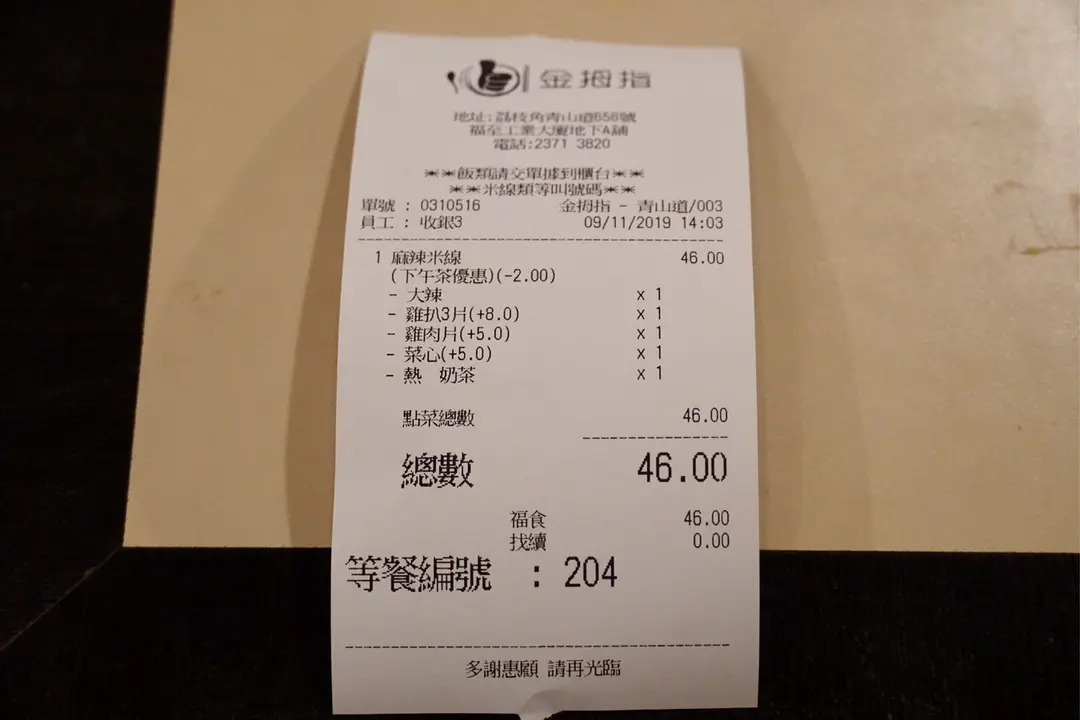 金拇指
地址:荔枝角青山道658號
福至工業大廈地下A舖
電話:2371 3820
**飯類請交單據到櫃台**
**米線類等叫號碼**
單號 : 0310516 金拇指 - 青山道/003
員工 : 收銀3 09/11/2019 14:03
1 麻辣米線 46.00
(下午茶優惠)(-2.00)
- 大辣 x 1
- 雞扒3片(+8.0) x 1
- 雞肉片(+5.0) x 1
- 菜心(+5.0) x 1
- 熱 奶茶 x 1
點菜總數 46.00
總數 46.00
福食 46.00
找續 0.00
等餐編號 : 204
多謝惠顧 請再光臨